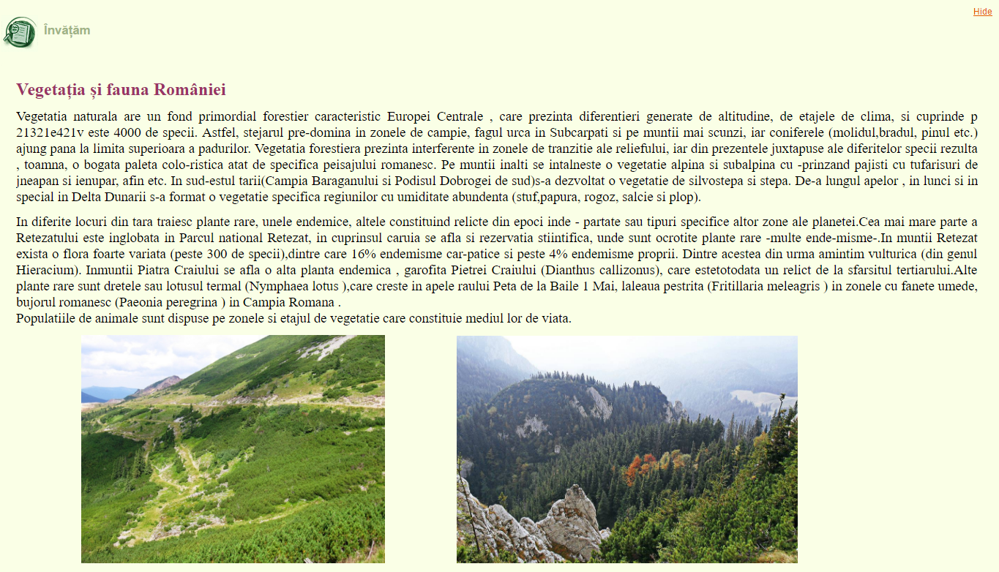 Hide
Învățăm
Vegetația și fauna României
Vegetatia naturala are un fond primordial forestier caracteristic Europei Centrale , care prezinta diferentieri generate de altitudine, de etajele de clima, si cuprinde p
21321e421v este 4000 de specii. Astfel, stejarul pre-domina in zonele de campie, fagul urca in Subcarpati si pe muntii mai scunzi, iar coniferele (molidul,bradul, pinul etc.)
ajung pana la limita superioara a padurilor. Vegetatia forestiera prezinta interferente in zonele de tranzitie ale reliefului, iar din prezentele juxtapuse ale diferitelor specii rezulta
, toamna, o bogata paleta colo-ristica atat de specifica peisajului romanesc. Pe muntii inalti se intalneste o vegetatie alpina si subalpina cu -prinzand pajisti cu tufarisuri de
jneapan si ienupar, afin etc. In sud-estul tarii(Campia Baraganului si Podisul Dobrogei de sud)s-a dezvoltat o vegetatie de silvostepa si stepa. De-a lungul apelor , in lunci si in
special in Delta Dunarii s-a format o vegetatie specifica regiunilor cu umiditate abundenta (stuf,papura, rogoz, salcie si plop).
In diferite locuri din tara traiesc plante rare, unele endemice, altele constituind relicte din epoci inde - partate sau tipuri specifice altor zone ale planetei.Cea mai mare parte a
Retezatului este inglobata in Parcul national Retezat, in cuprinsul caruia se afla si rezervatia stiintifica, unde sunt ocrotite plante rare -multe ende-misme-.In muntii Retezat
exista o flora foarte variata (peste 300 de specii),dintre care 16% endemisme car-patice si peste 4% endemisme proprii. Dintre acestea din urma amintim vulturica (din genul
Hieracium). Inmuntii Piatra Craiului se afla o alta planta endemica , garofita Pietrei Craiului (Dianthus callizonus), care estetotodata un relict de la sfarsitul tertiarului.Alte
plante rare sunt dretele sau lotusul termal (Nymphaea lotus ),care creste in apele raului Peta de la Baile 1 Mai, laleaua pestrita (Fritillaria meleagris ) in zonele cu fanete umede,
bujorul romanesc (Paeonia peregrina ) in Campia Romana .
Populatiile de animale sunt dispuse pe zonele si etajul de vegetatie care constituie mediul lor de viata.